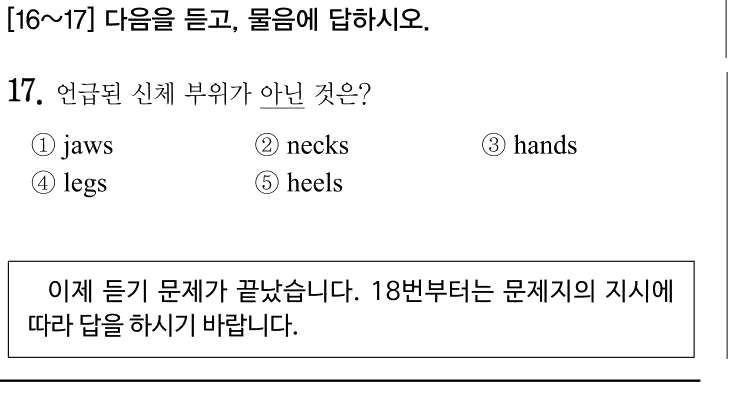 [16～17] 다음을 듣고, 물음에 답하시오.
17. 언급된 신체 부위가 아닌 것은?
① jaws ② necks ③ hands
④ legs ⑤ heels
이제 듣기 문제가 끝났습니다. 18번부터는 문제지의 지시에
따라 답을 하시기 바랍니다.